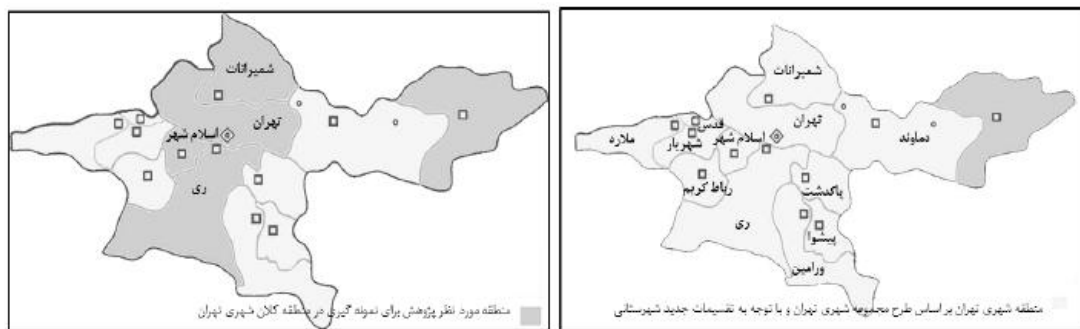 شمیرانات
تهران
اسلام شهر
ری
منطقه مورد نظر پژوهش برای نمونه گیری در منطقه کلان شهری تهران
شمیرانات
تهران
قدس
اسلام شهر
شهریار
ملارد
دماوند
رباط کریم
پاکدشت
ری
پیشوا
ورامین
منطقه شهری تهران بر اساس طرح مجموعه شهری تهران و با توجه به تقسیمات جدید شهرستانی